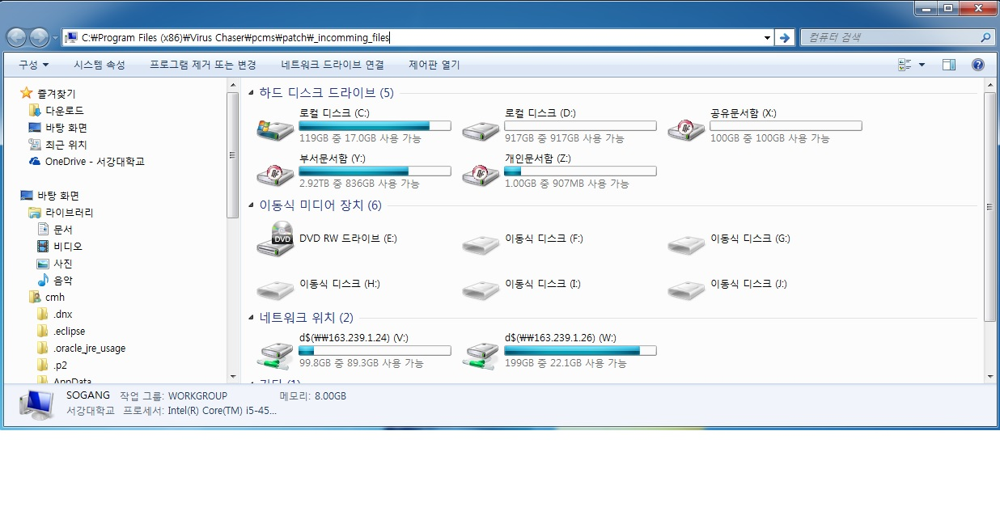 C:₩Program Files (x86)₩Virus Chaser₩pcms₩patch₩_incomming_files
컴퓨터 검색
구성 시스템 속성 프로그램 제거 또는 변경 네트워크 드라이브 연결 제어판 열기
즐겨찾기
다운로드
바탕 화면
최근 위치
OneDrive - 서강대학교
바탕 화면
라이브러리
문서
비디오
사진
음악
cmh
.dnx
.eclipse
.oracle_jre_usage
.p2
AppData
하드 디스크 드라이브 (5)
로컬 디스크 (C:)
119GB 중 17.0GB 사용 가능
로컬 디스크 (D:)
917GB 중 917GB 사용 가능
공유문서함 (X:)
100GB 중 100GB 사용 가능
부서문서함 (Y:)
2.92TB 중 836GB 사용 가능
개인문서함 (Z:)
1.00GB 중 907MB 사용 가능
이동식 미디어 장치 (6)
DVD
DVD RW 드라이브 (E:)
이동식 디스크 (F:)
이동식 디스크 (G:)
이동식 디스크 (H:)
이동식 디스크 (I:)
이동식 디스크 (J:)
네트워크 위치 (2)
d$(₩₩163.239.1.24) (V:)
99.8GB 중 89.3GB 사용 가능
d$(₩₩163.239.1.26) (W:)
199GB 중 22.1GB 사용 가능
기타 (1)
SOGANG 작업 그룹: WORKGROUP 메모리: 8.00GB
서강대학교 프로세서: Intel(R) Core(TM) i5-45...